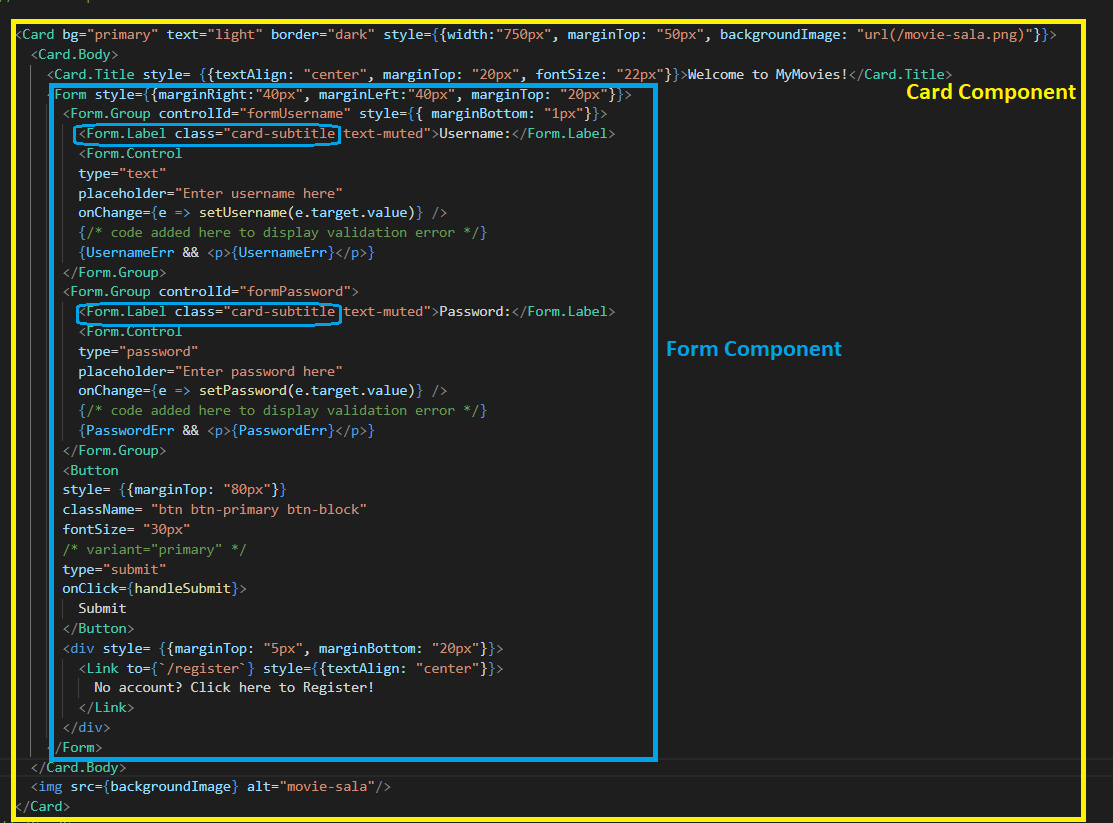 <Card bg="primary" text="light" border="dark" style={{width:"750px", marginTop: "50px", backgroundImage: "url(/movie-sala.png)"}}>
<Card.Body>
<Card.Title style= {{textAlign: "center", marginTop: "20px", fontSize: "22px"}}>Welcome to MyMovies!</Card.Title>
Card Component
Form style={{marginRight:"40px", marginLeft:"40px", marginTop: "20px"}}>
<Form.Group controlId="formUsername" style={{ marginBottom: "1px"}}>
<Form.Label class="card-subtitle text-muted">Username:</Form.Label>
<Form.Control
type="text"
placeholder="Enter username here"
onChange={e => setUsername(e.target.value)} />
{/* code added here to display validation error */}
{UsernameErr && <p>{UsernameErr}</p>}
</Form.Group>
<Form.Group controlId="formPassword">
<Form.Label class="card-subtitle text-muted">Password:</Form.Label>
<Form.Control
Form Component
type="password"
placeholder="Enter password here"
onChange={e => setPassword(e.target.value)} />
{/* code added here to display validation error */}
{PasswordErr && <p>{PasswordErr}</p>}
</Form.Group>
<Button
style= {{marginTop: "80px"}}
className= "btn btn-primary btn-block"
fontSize= "30px"
/* variant="primary" */
type="submit"
onClick={handleSubmit}>
Submit
</Button>
<div style= {{marginTop: "5px", marginBottom: "20px"}}>
<Link to={`/register`} style={{textAlign: "center"}}>
No account? Click here to Register!
</Link>
</div>
</Form>
</Card.Body>
<img src={backgroundImage} alt="movie-sala"/>
</Card>